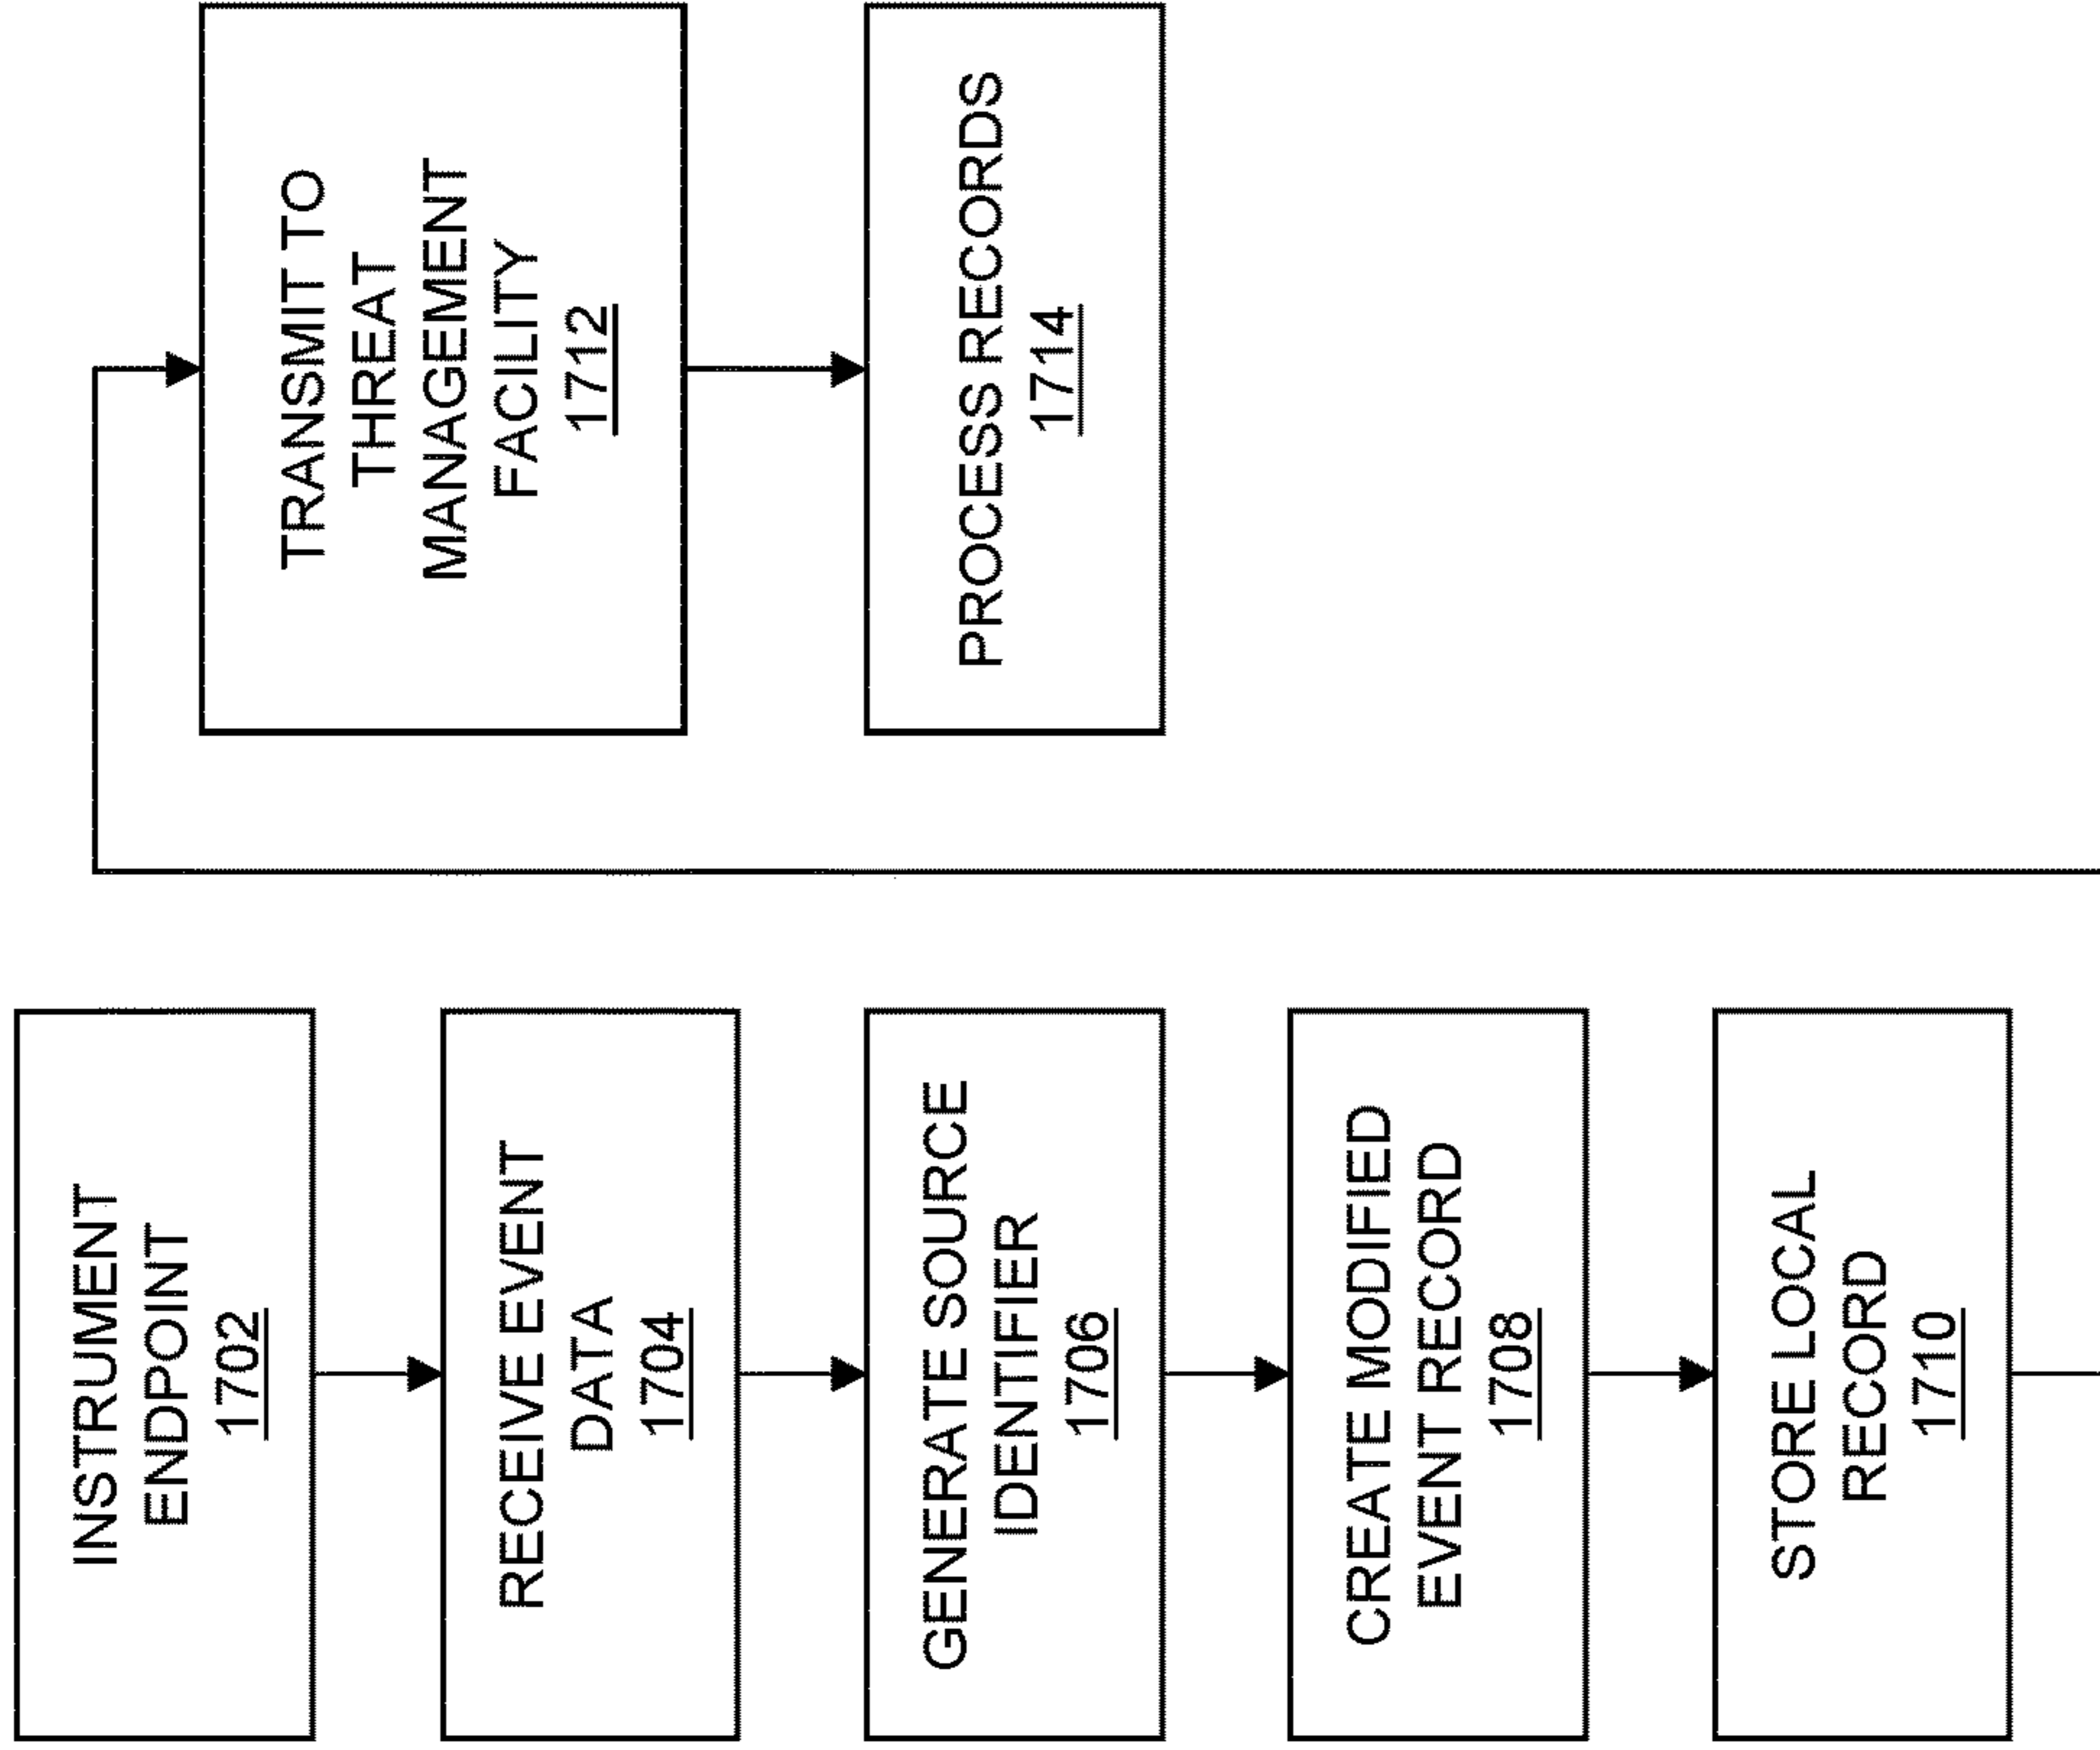 INSTRUMENT
ENDPOINT
1702
RECEIVE EVENT
DATA
1704
GENERATE SOURCE
IDENTIFIER
1706
CREATE MODIFIED
EVENT RECORD
1708
STORE LOCAL
RECORD
1710
TRANSMIT TO
THREAT
MANAGEMENT
FACILITY
1712
PROCESS RECORDS
1714